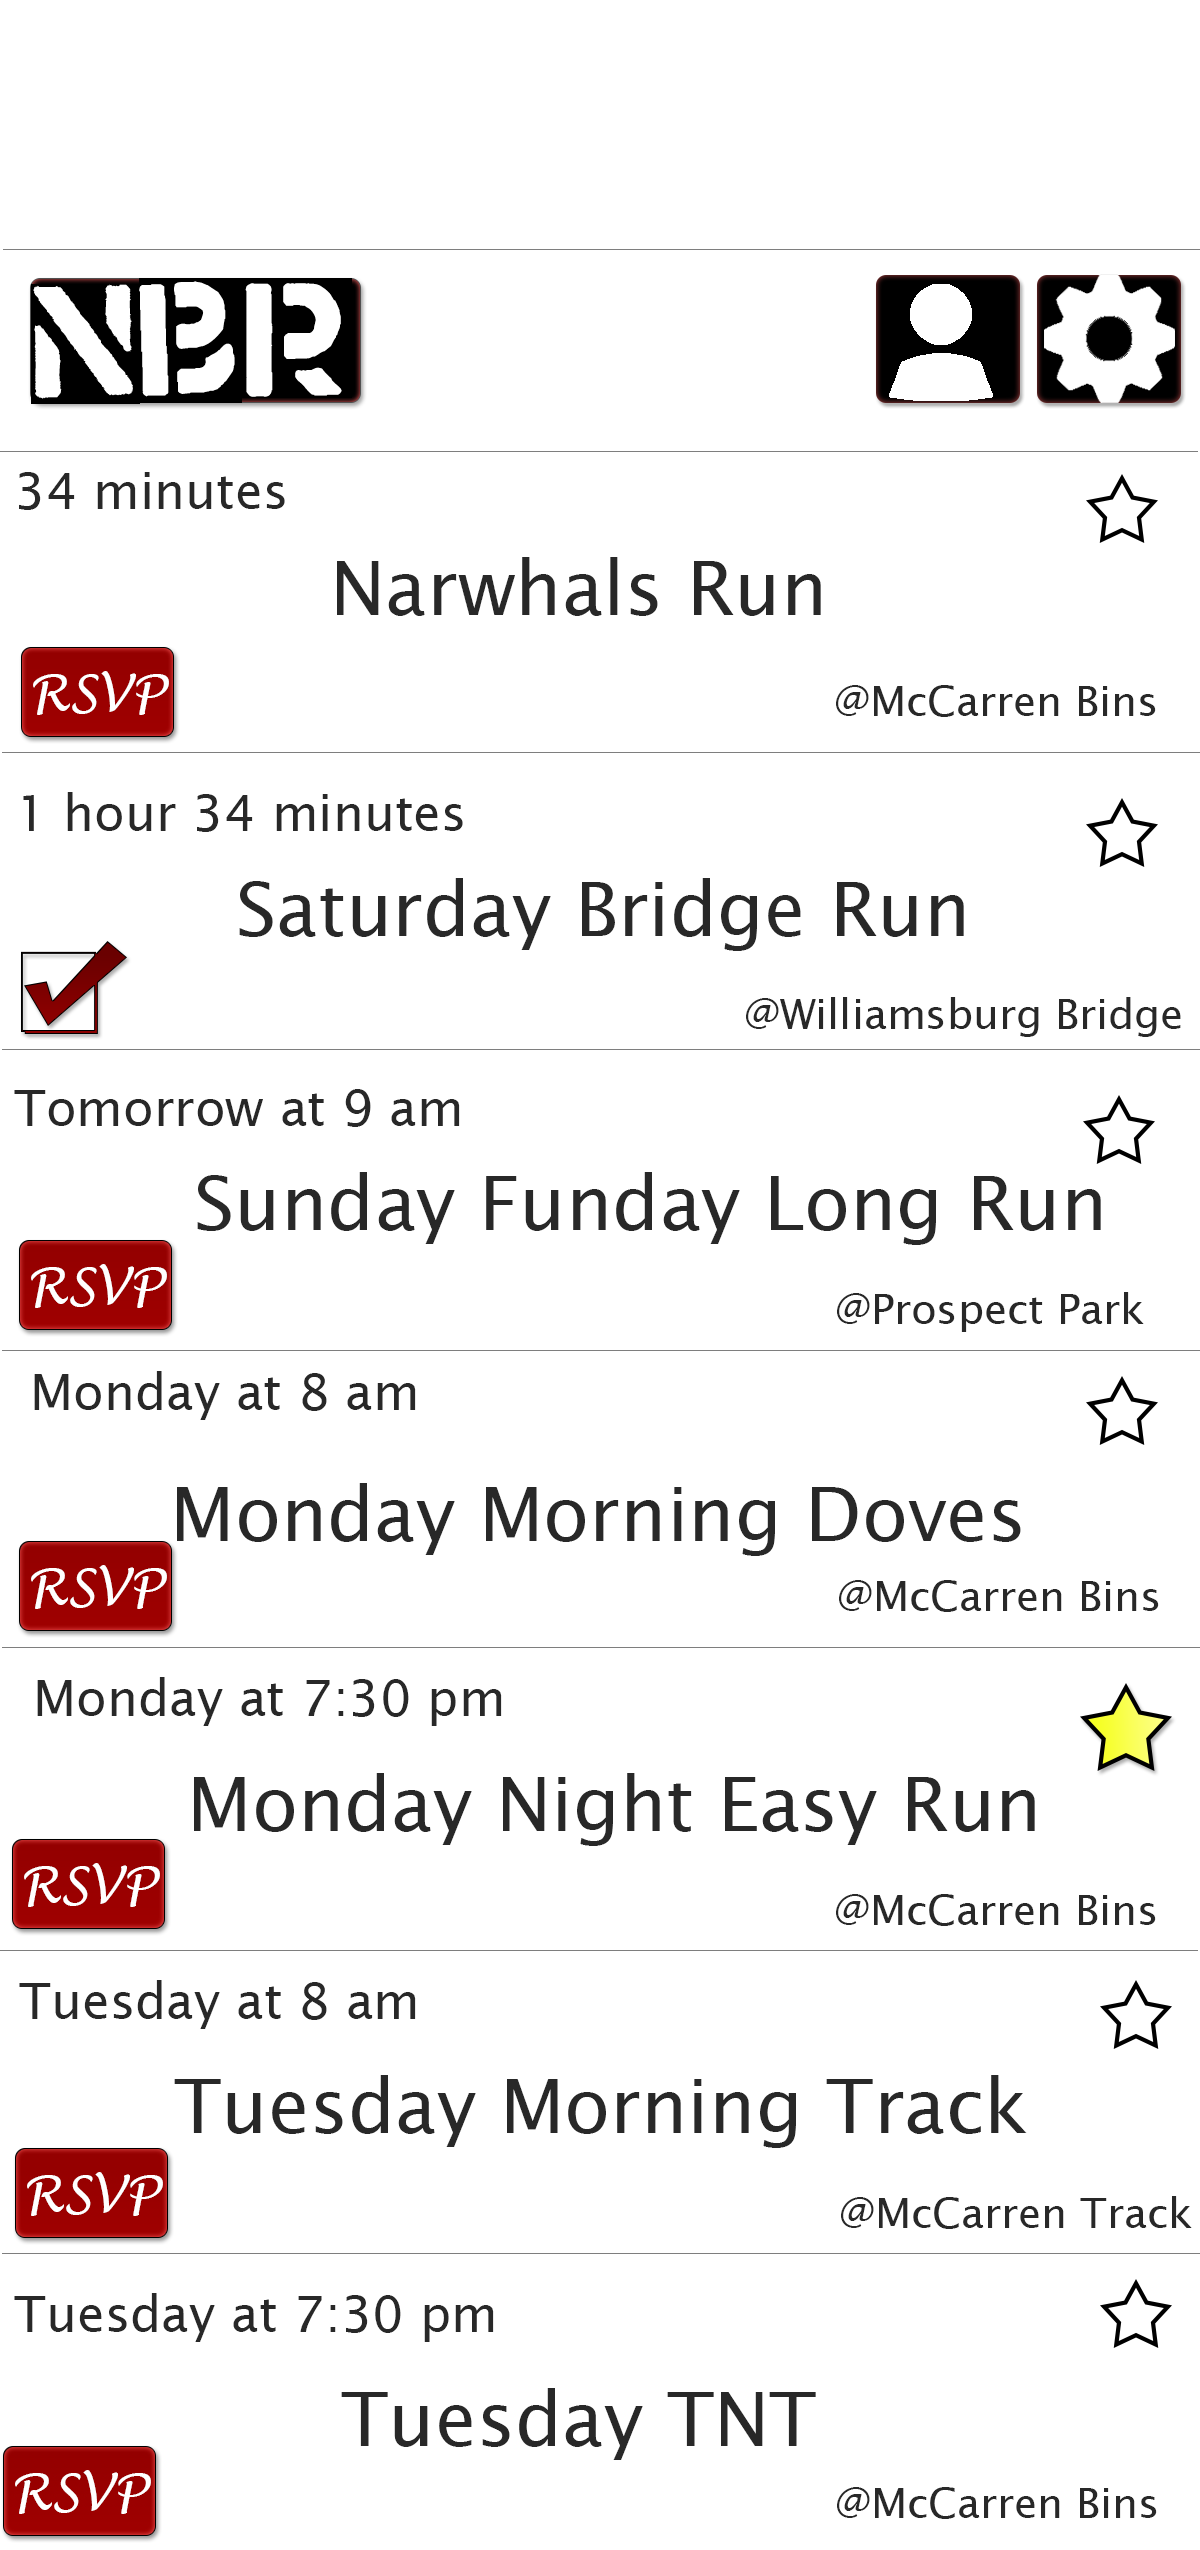 NBR
34 minutes
Narwhals Run
RSVP
@McCarren Bins
1 hour 34 minutes
Saturday Bridge Run
@Williamsburg Bridge
Tomorrow at 9 am
Sunday Funday Long Run
RSVP
@Prospect Park
Monday at 8 am
Monday Morning Doves
RSVP
@McCarren Bins
Monday at 7:30 pm
Monday Night Easy Run
RSVP
@McCarren Bins
Tuesday at 8 am
Tuesday Morning Track
RSVP
@McCarren Track
Tuesday at 7:30 pm
Tuesday TNT
RSVP
@McCarren Bins